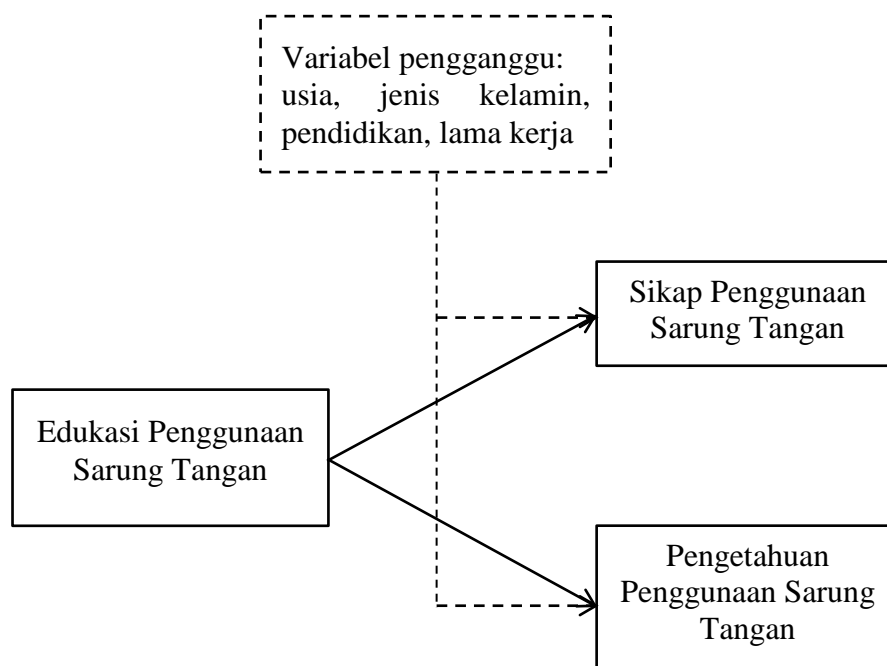 Variabel pengganggu:
usia, jenis kelamin,
pendidikan, lama kerja
Sikap Penggunaan
Sarung Tangan
Edukasi Penggunaan
Sarung Tangan
Pengetahuan
Penggunaan Sarung
Tangan